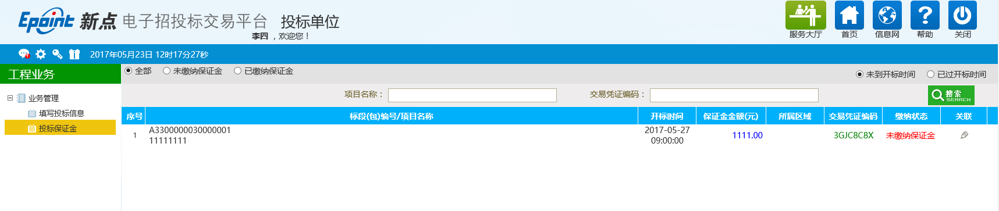 Epoint 新点 电子招投标交易平台 投标单位
李四 ，欢迎您！
服务大厅 首页 信息网 帮助 关闭
2017年05月23日 12时17分27秒
工程业务
全部 未缴纳保证金 已缴纳保证金 未到开标时间 已过开标时间
业务管理
填写投标信息
投标保证金
项目名称： 交易凭证编码： 搜索
SEARCH
序号 标段(包)编号/项目名称 开标时间 保证金金额(元) 所属区域 交易凭证编码 缴纳状态 关联
1 A3300000030000001 2017-05-27 1111.00 3GJC8C8X 未缴纳保证金
11111111 09:00:00